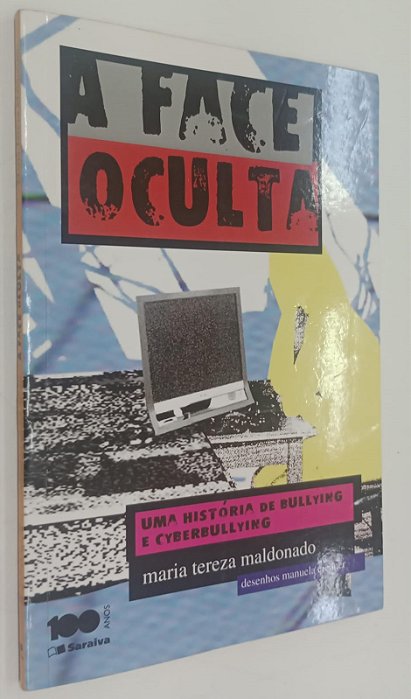 A FACE
OCULTA
UMA HISTÓRIA DE BULLYING
E CYBERBULLYING
maria tereza maldonado
desenhos manuela
100 ANOS
Saraiva